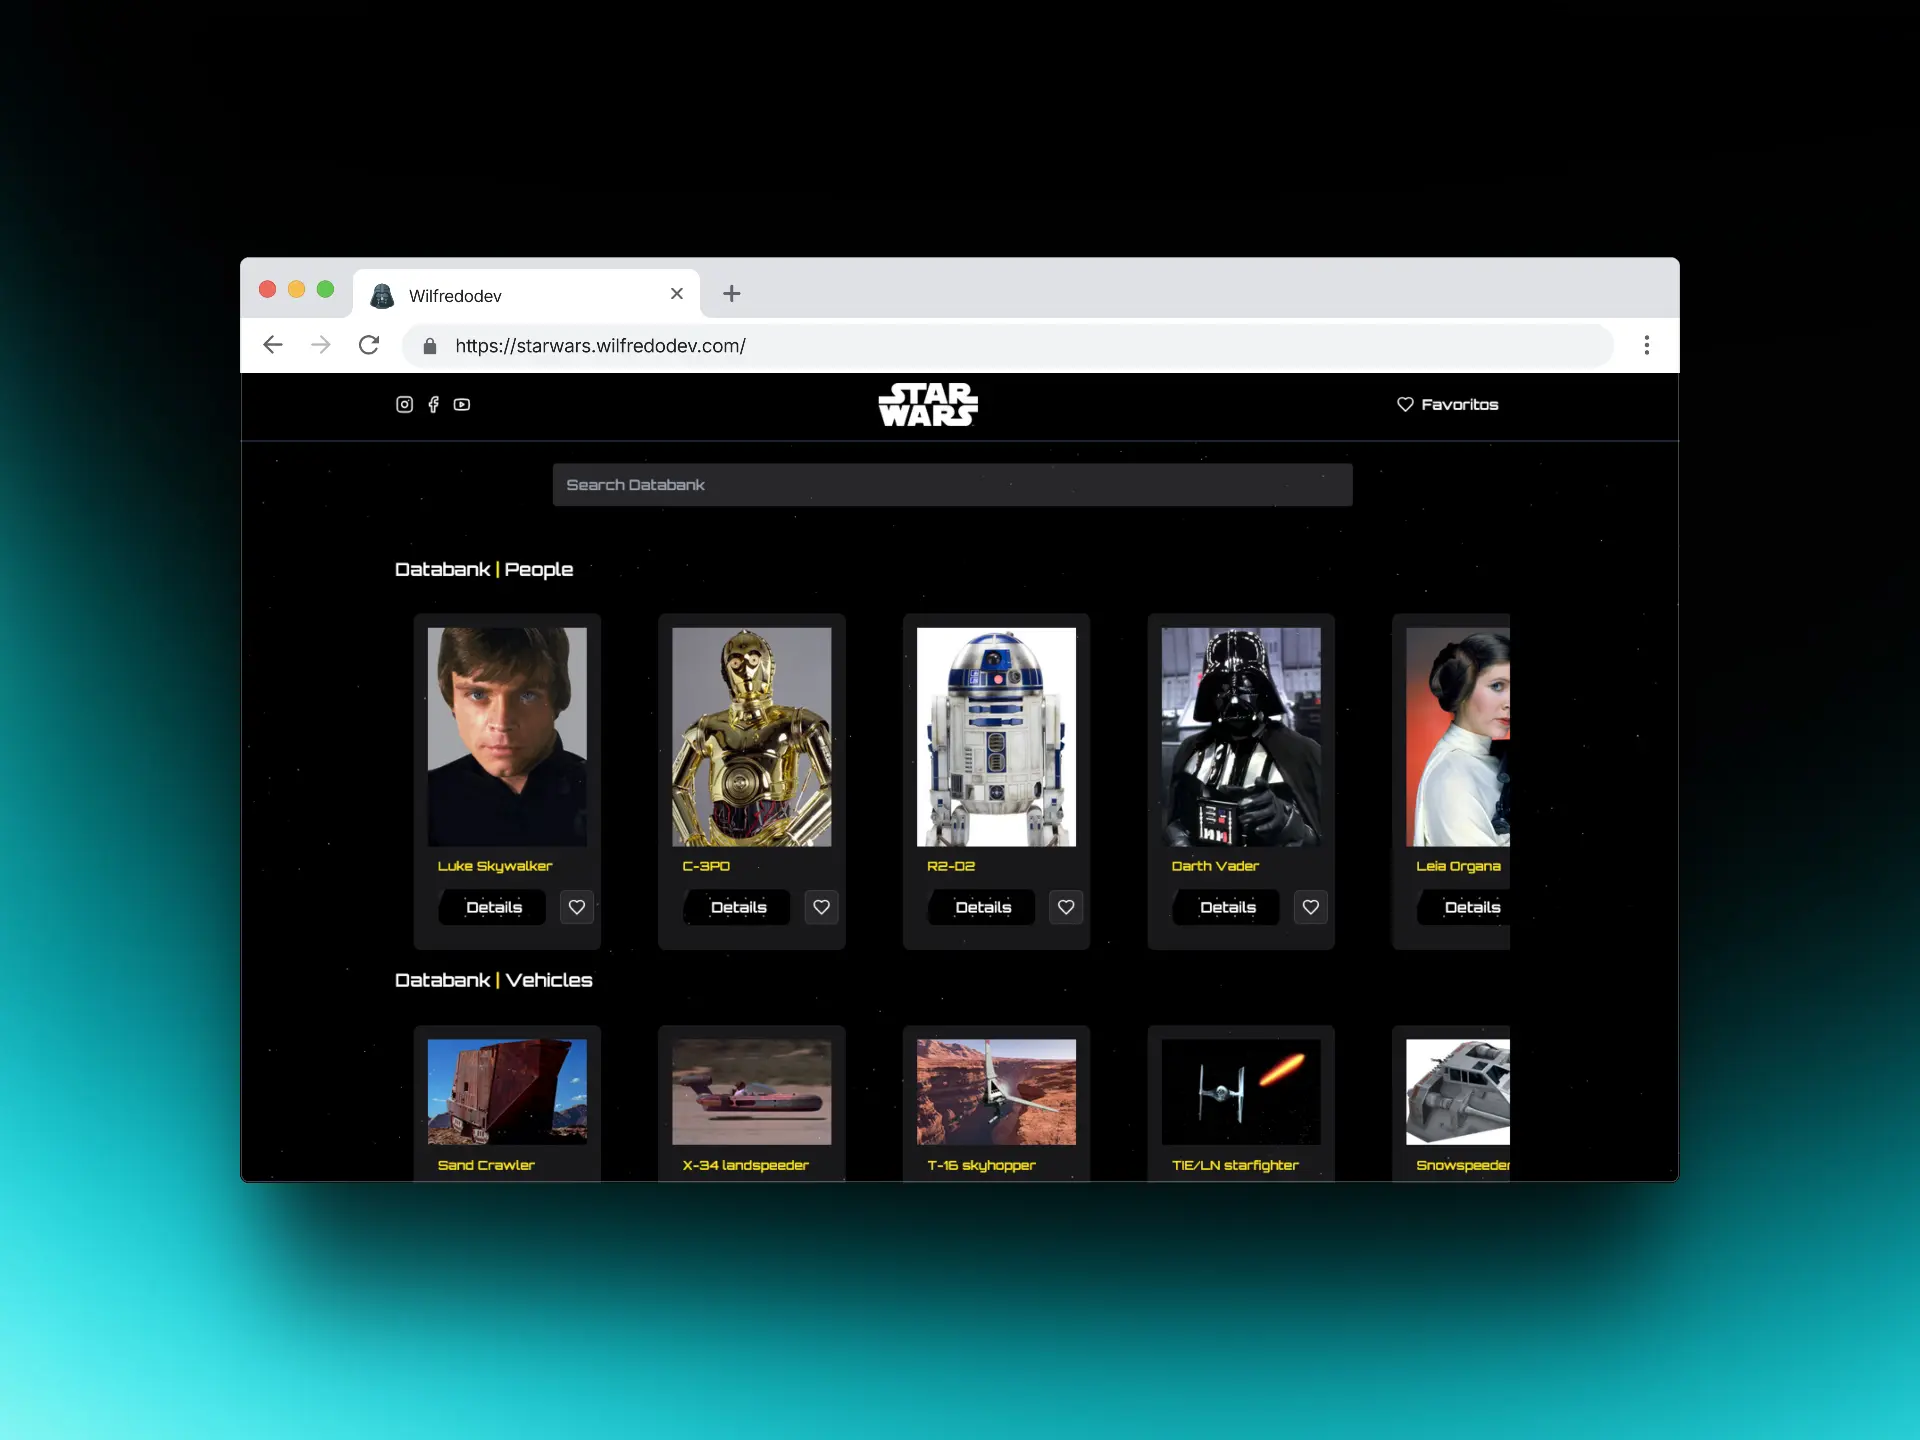 Wilfredodev
https://starwars.wilfredodev.com/
STAR
WARS
Favoritos
Search Databank
Databank | People
Luke Skywalker
C-3PO
R2-D2
Darth Vader
Leia Organa
Details
Details
Details
Details
Details
Databank | Vehicles
Sand Crawler
X-34 landspeeder
T-16 skyhopper
TIE/LN starfighter
Snowspeeder